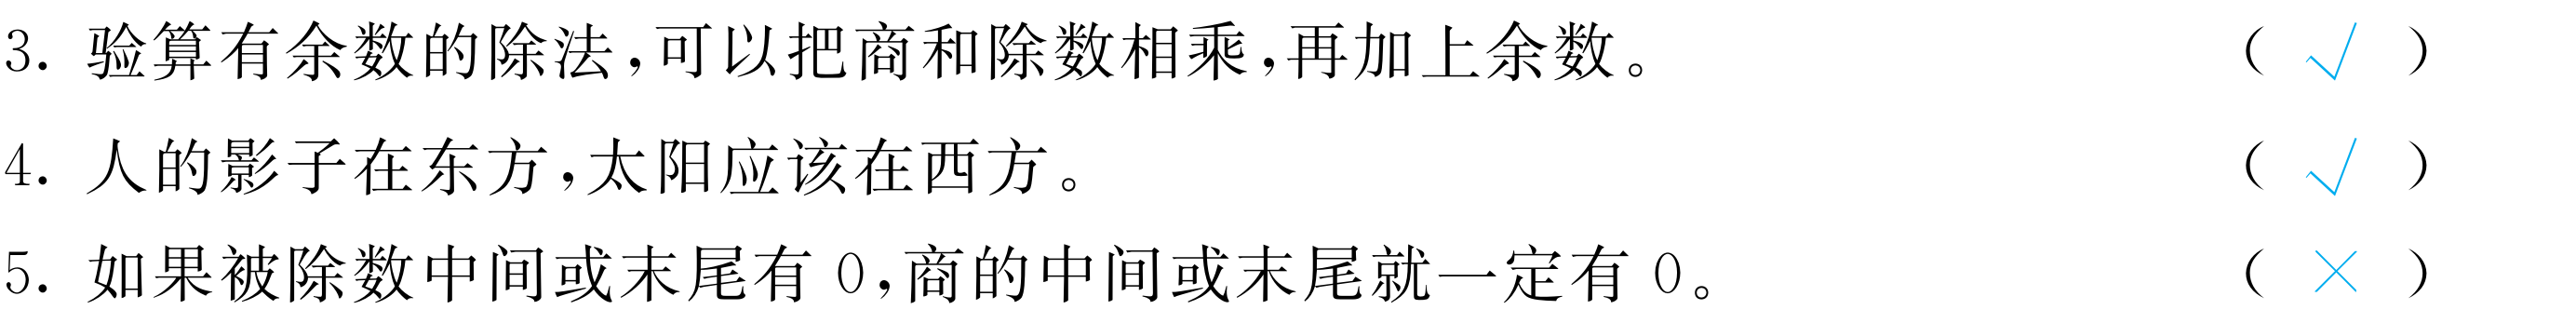 3. 验算有余数的除法,可以把商和除数相乘,再加上余数。 ( √ )
4. 人的影子在东方,太阳应该在西方。 ( √ )
5. 如果被除数中间或末尾有 0,商的中间或末尾就一定有 0。 ( × )